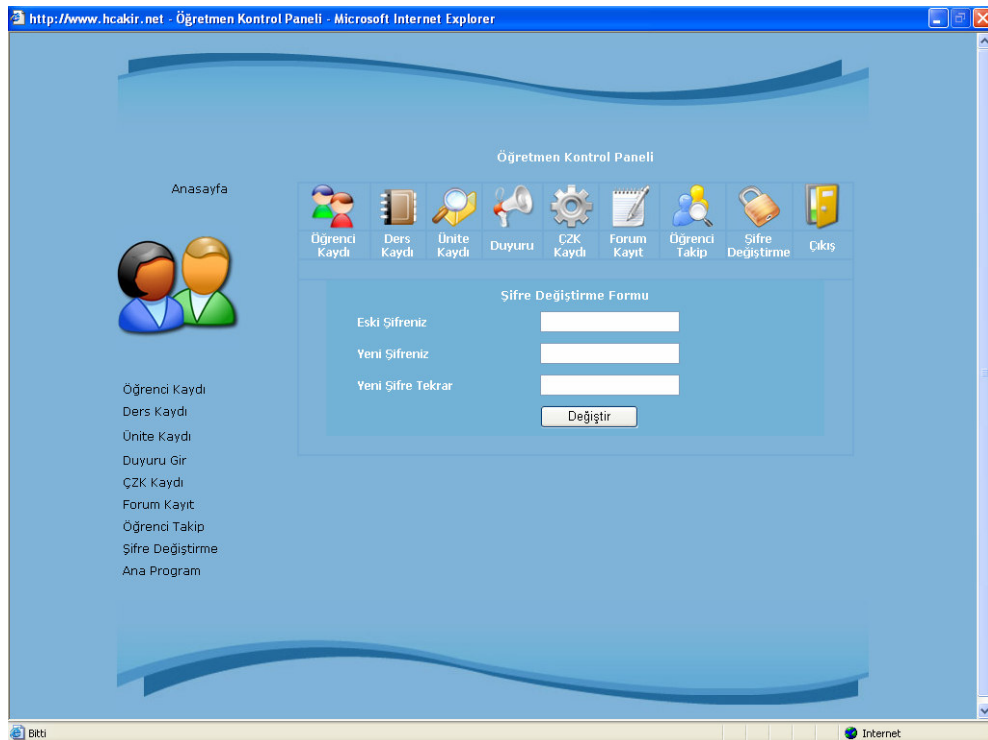 http://www.hcakir.net - Öğretmen Kontrol Paneli - Microsoft Internet Explorer
Öğretmen Kontrol Paneli
Anasayfa
Öğrenci Kaydı
Ders Kaydı
Ünite Kaydı
Duyuru
ÇZK Kaydı
Forum Kayıt
Öğrenci Takip
Şifre Değiştirme
Çıkış
Şifre Değiştirme Formu
Eski Şifreniz
Yeni Şifreniz
Yeni Şifre Tekrar
Değiştir
Öğrenci Kaydı
Ders Kaydı
Ünite Kaydı
Duyuru Gir
ÇZK Kaydı
Forum Kayıt
Öğrenci Takip
Şifre Değiştirme
Ana Program
Bitti
Internet